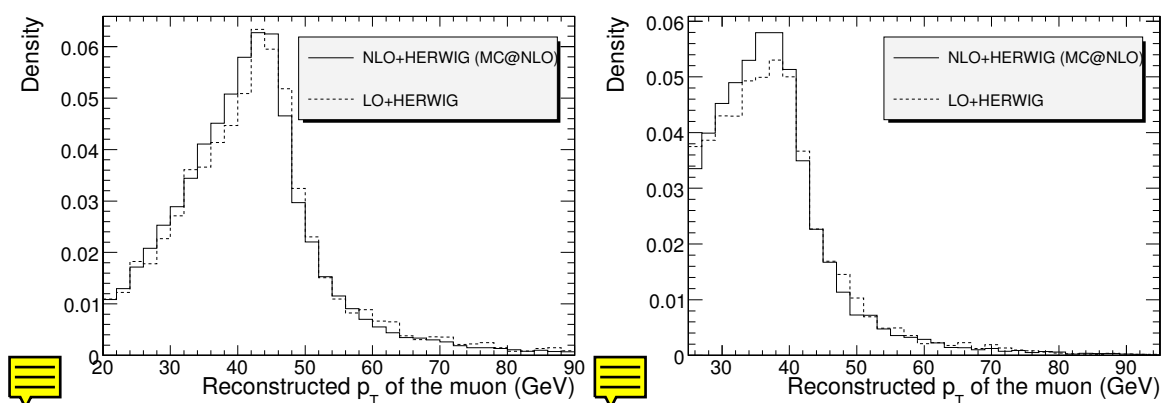 Density
0.06
0.05
0.04
0.03
0.02
0.01
0
20 30 40 50 60 70 80 90
Reconstructed pT of the muon (GeV)
NLO+HERWIG (MC@NLO)
LO+HERWIG
Density
0.06
0.05
0.04
0.03
0.02
0.01
0
30 40 50 60 70 80 90
Reconstructed pT of the muon (GeV)
NLO+HERWIG (MC@NLO)
LO+HERWIG